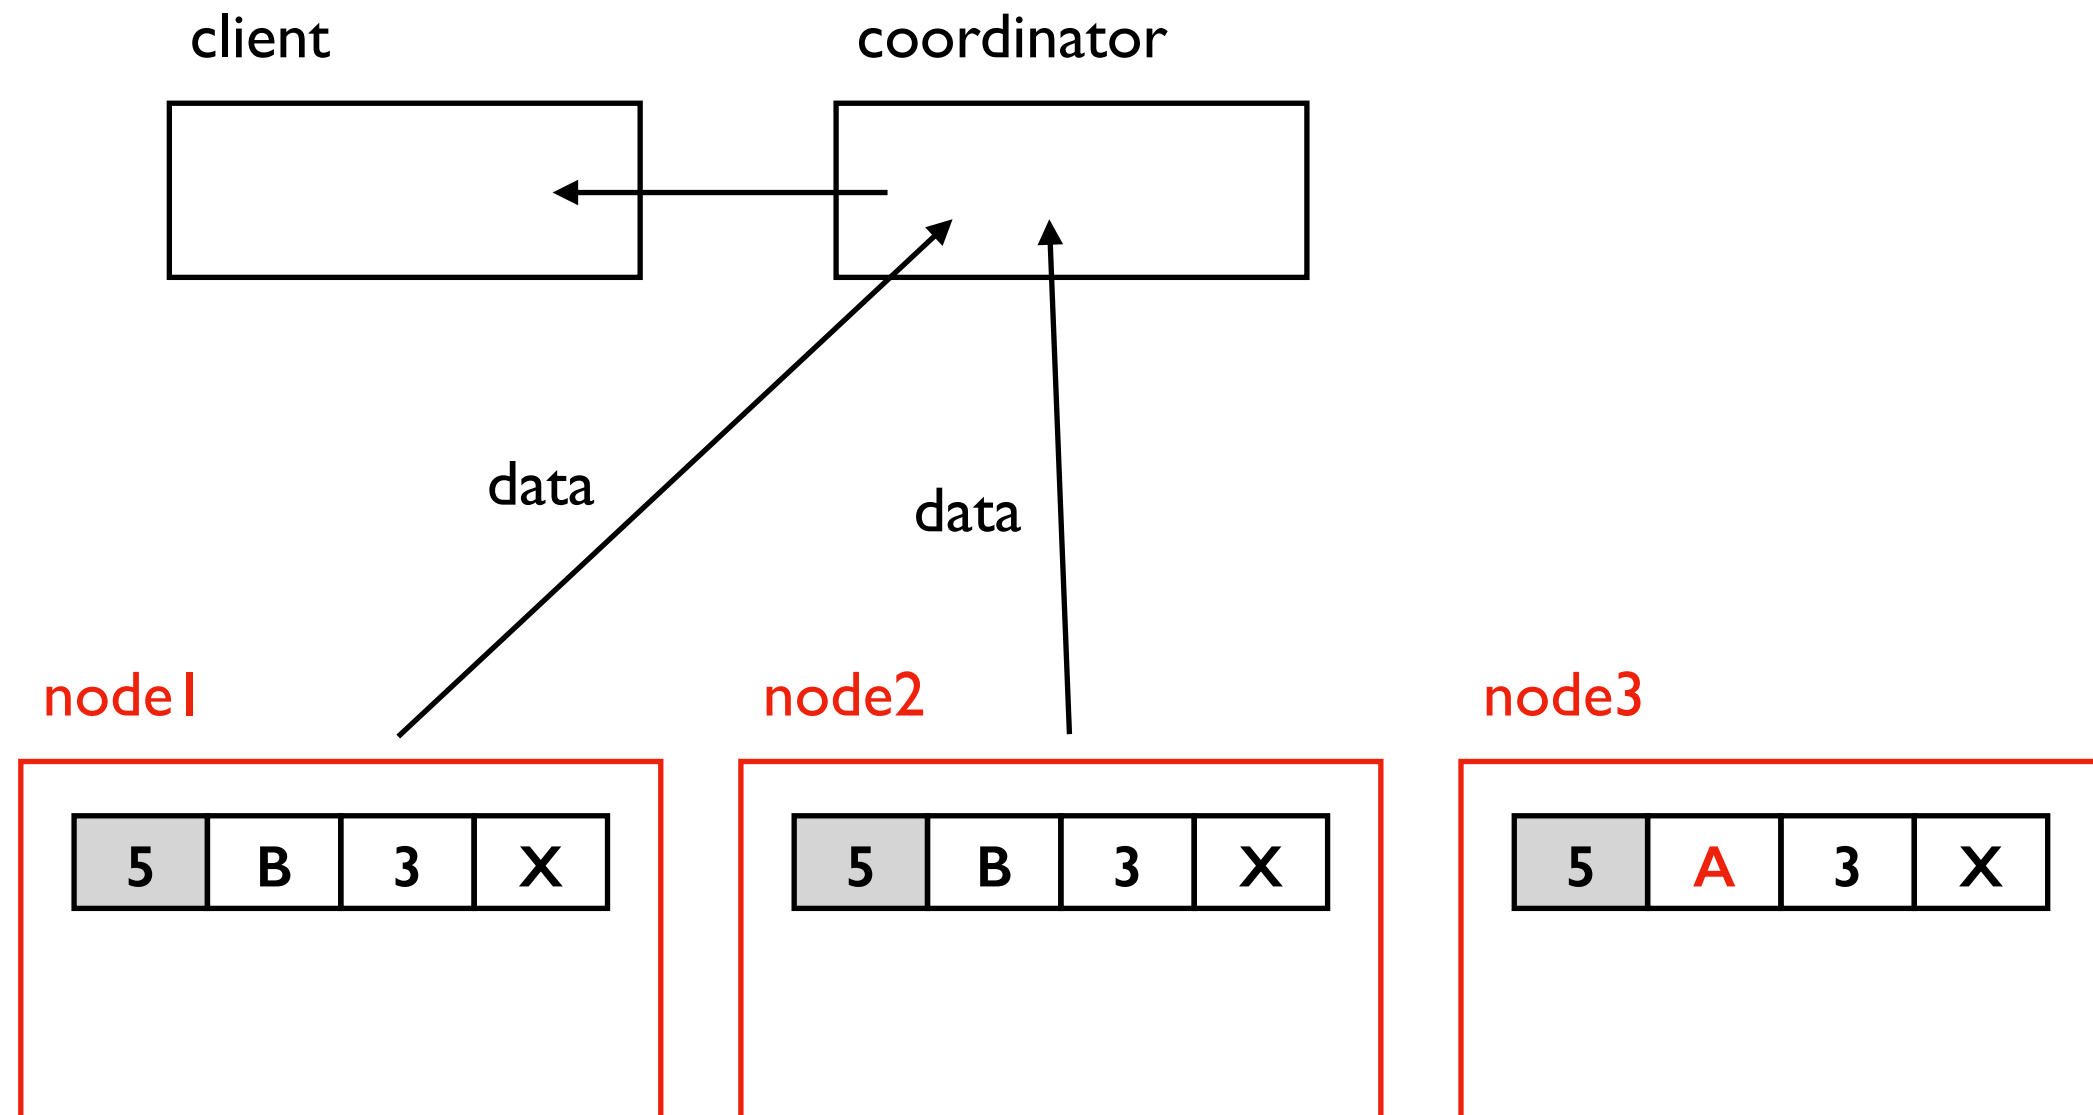 client
coordinator
data
data
node1
node2
node3
5 B 3 X
5 B 3 X
5 A 3 X